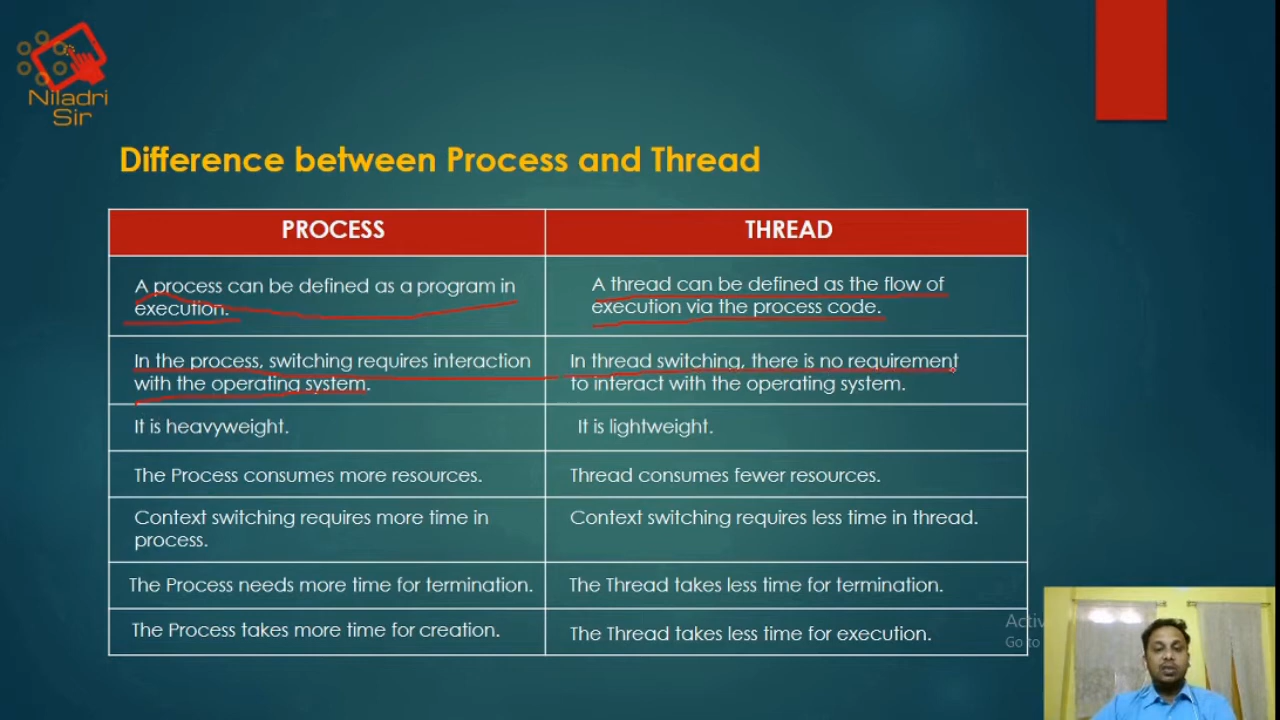 Niladri
Sir
Difference between Process and Thread
PROCESS
THREAD
A process can be defined as a program in
execution.
A thread can be defined as the flow of
execution via the process code.
In the process, switching requires interaction
with the operating system.
In thread switching, there is no requirement
to interact with the operating system.
It is heavyweight.
It is lightweight.
The Process consumes more resources.
Thread consumes fewer resources.
Context switching requires more time in
process.
Context switching requires less time in thread.
The Process needs more time for termination.
The Thread takes less time for termination.
The Process takes more time for creation.
The Thread takes less time for execution.
Go to